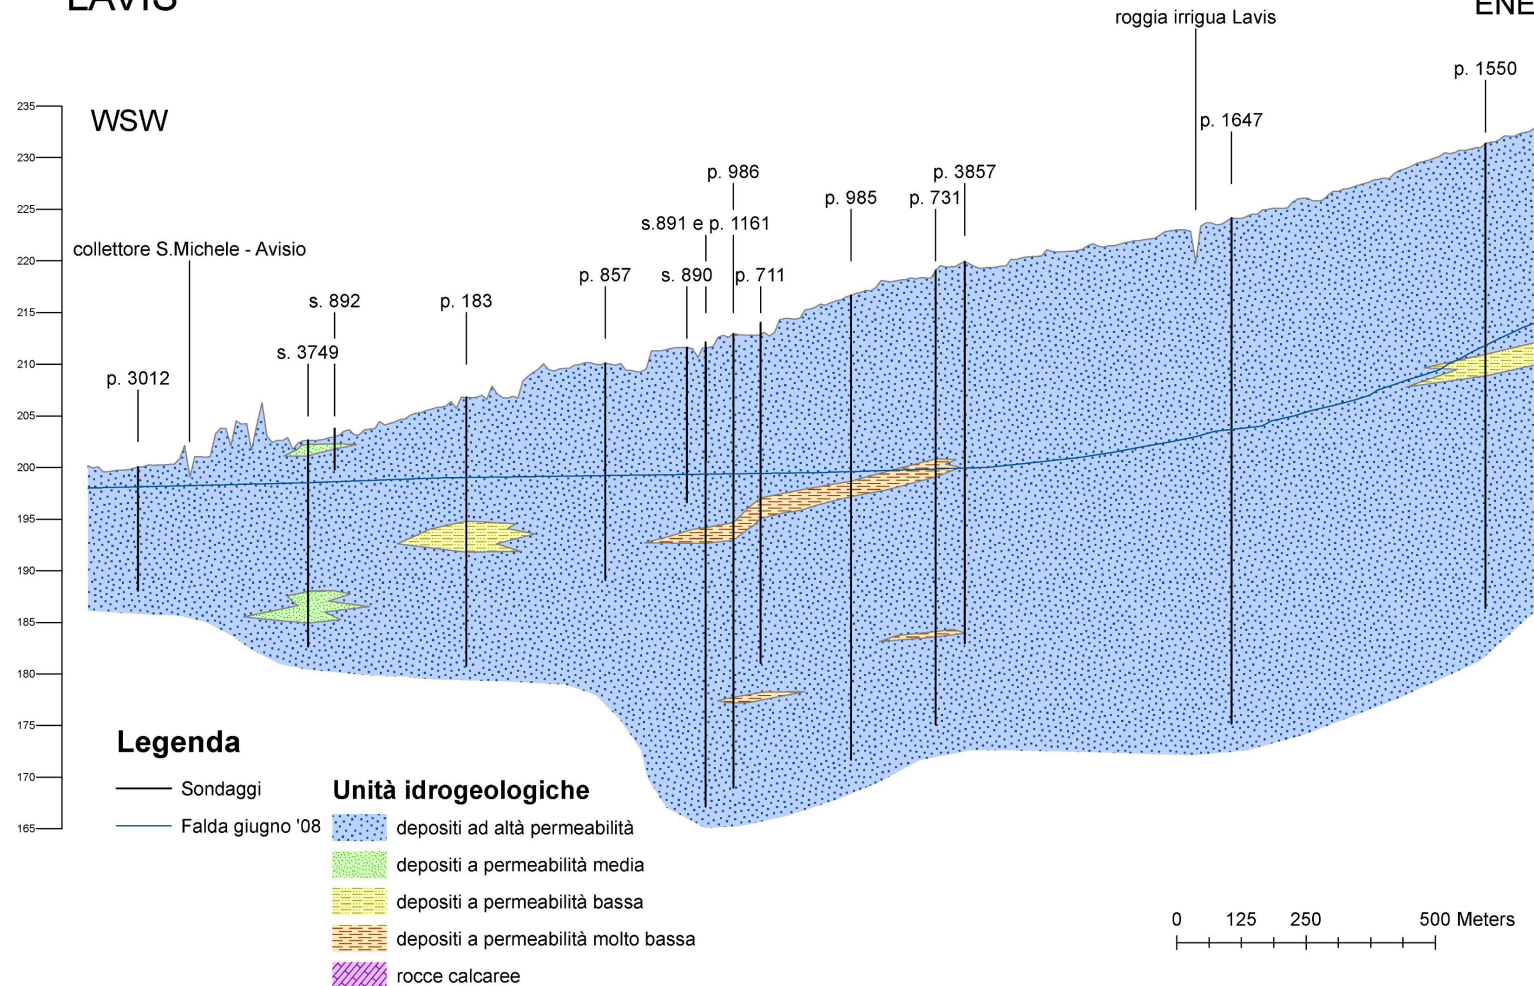 LAVIS
ENE
roggia irrigua Lavis
p. 1550
235
WSW
p. 1647
230
p. 986
p. 3857
225
p. 985
p. 731
s.891 e p. 1161
collettore S.Michele - Avisio
220
p. 857
s. 890
p. 711
215
s. 892
p. 183
210
s. 3749
p. 3012
205
200
195
190
185
180
175
170
165
Legenda
Sondaggi
Falda giugno '08
Unità idrogeologiche
depositi ad altà permeabilità
depositi a permeabilità media
depositi a permeabilità bassa
depositi a permeabilità molto bassa
rocce calcaree
0 125 250 500 Meters